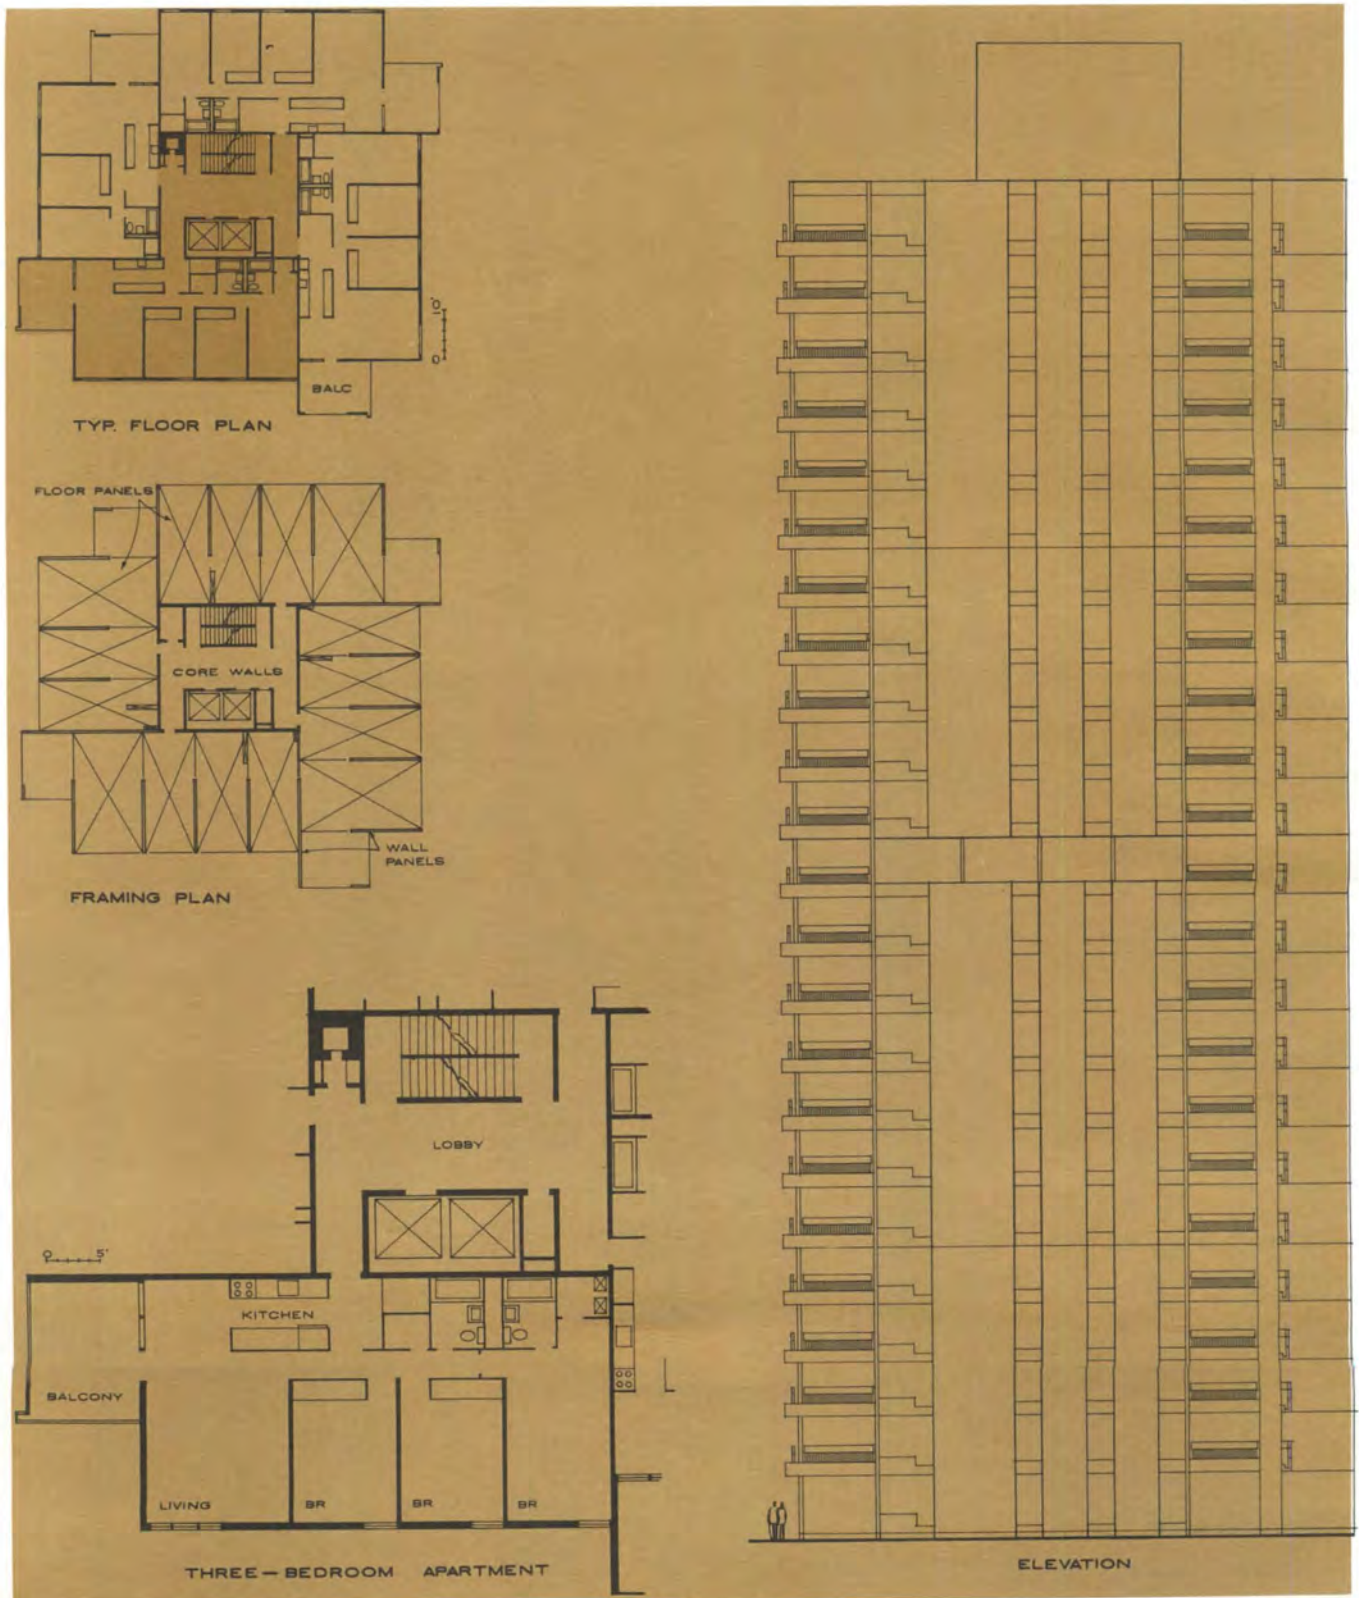 10'
0
BALC
TYP. FLOOR PLAN
FLOOR PANELS
CORE WALLS
WALL
PANELS
FRAMING PLAN
LOBBY
0 5'
KITCHEN
BALCONY
LIVING
BR
BR
BR
THREE-BEDROOM APARTMENT
ELEVATION